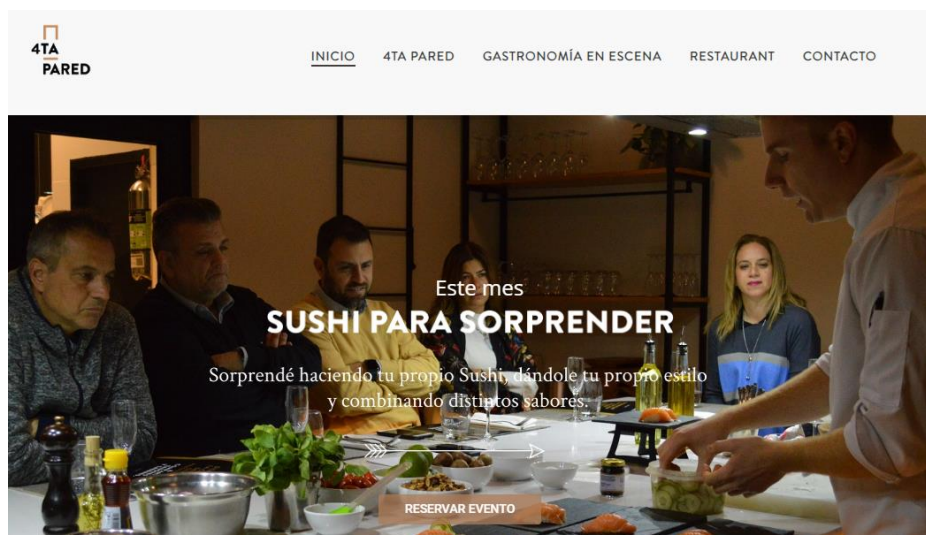 4TA
PARED
INICIO
4TA PARED
GASTRONOMÍA EN ESCENA
RESTAURANT
CONTACTO
Este mes
SUSHI PARA SORPRENDER
Sorprendé haciendo tu propio Sushi, dándole tu propio estilo
y combinando distintos sabores.
RESERVAR EVENTO